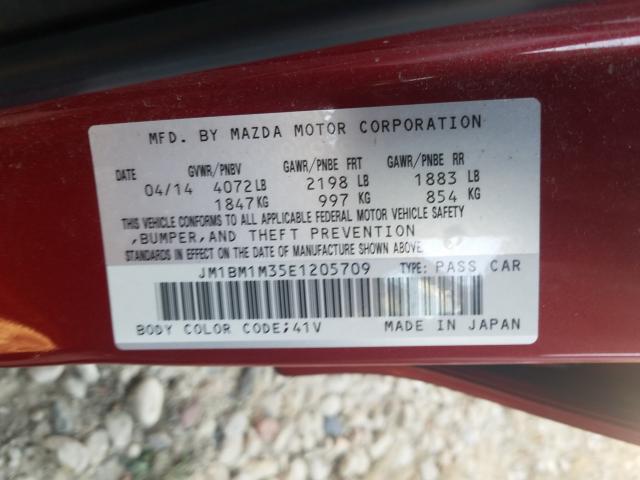 MFD. BY MAZDA MOTOR CORPORATION
DATE GVWR/PNBV GAWR/PNBE FRT GAWR/PNBE RR
04/14 4072 LB 2198 LB 1883 LB
1847 KG 997 KG 854 KG
THIS VEHICLE CONFORMS TO ALL APPLICABLE FEDERAL MOTOR VEHICLE SAFETY
,BUMPER,AND THEFT PREVENTION
STANDARDS IN EFFECT ON THE DATE OF MANUFACTURE SHOWN ABOVE.
JM1BM1M35E1205709 TYPE: PASS CAR
BODY COLOR CODE;41V MADE IN JAPAN